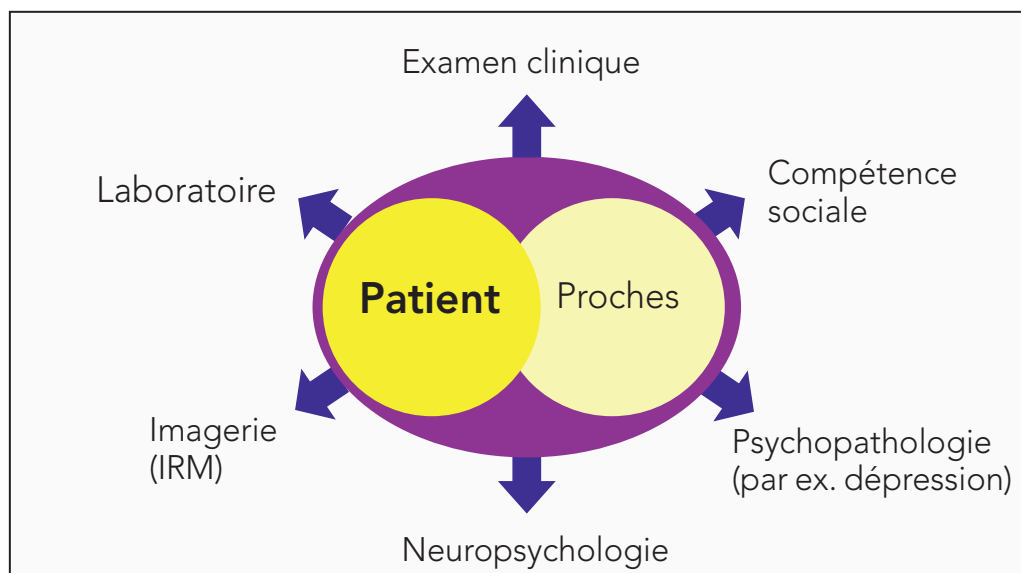 Examen clinique
Laboratoire
Compétence
sociale
Patient
Proches
Imagerie
(IRM)
Psychopathologie
(par ex. dépression)
Neuropsychologie